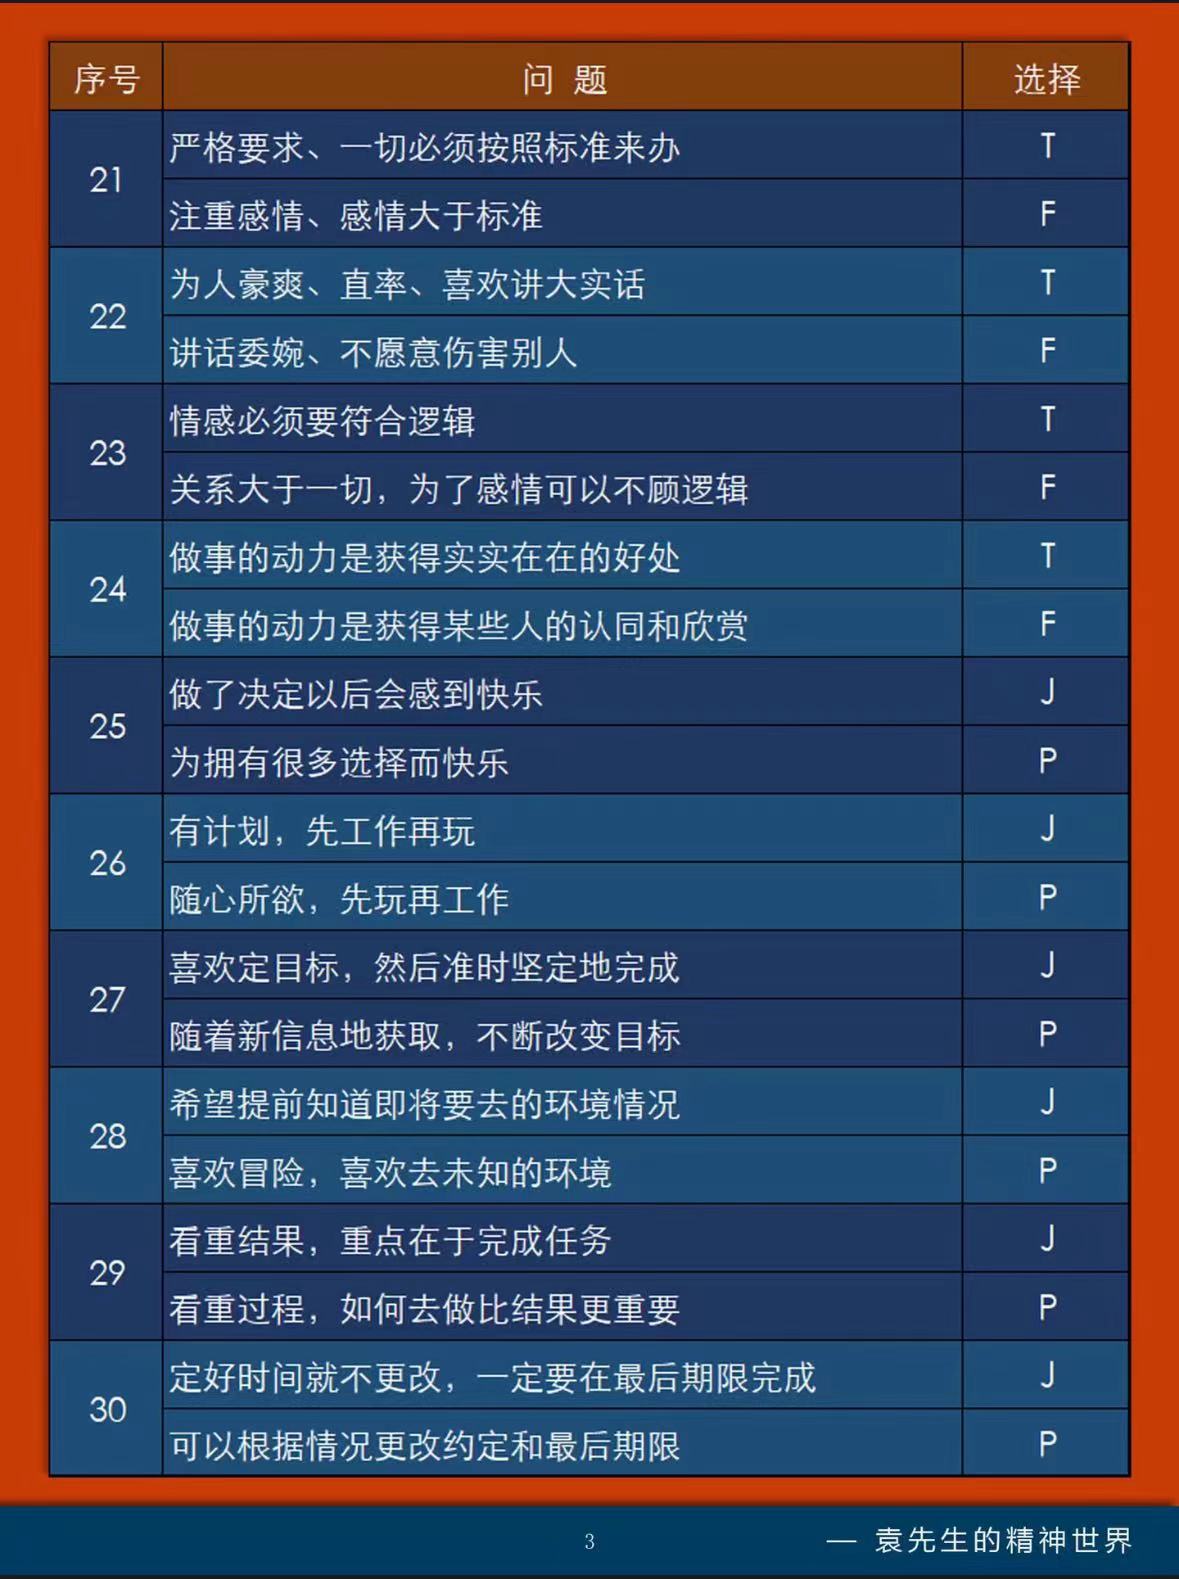 序号 问 题 选择
21
严格要求、一切必须按照标准来办 T
注重感情、感情大于标准 F
22
为人豪爽、直率、喜欢讲大实话 T
讲话委婉、不愿意伤害别人 F
23
情感必须要符合逻辑 T
关系大于一切，为了感情可以不顾逻辑 F
24
做事的动力是获得实实在在的好处 T
做事的动力是获得某些人的认同和欣赏 F
25
做了决定以后会感到快乐 J
为拥有很多选择而快乐 P
26
有计划，先工作再玩 J
随心所欲，先玩再工作 P
27
喜欢定目标，然后准时坚定地完成 J
随着新信息地获取，不断改变目标 P
28
希望提前知道即将要去的环境情况 J
喜欢冒险，喜欢去未知的环境 P
29
看重结果，重点在于完成任务 J
看重过程，如何去做比结果更重要 P
30
定好时间就不更改，一定要在最后期限完成 J
可以根据情况更改约定和最后期限 P
3 — 袁先生的精神世界